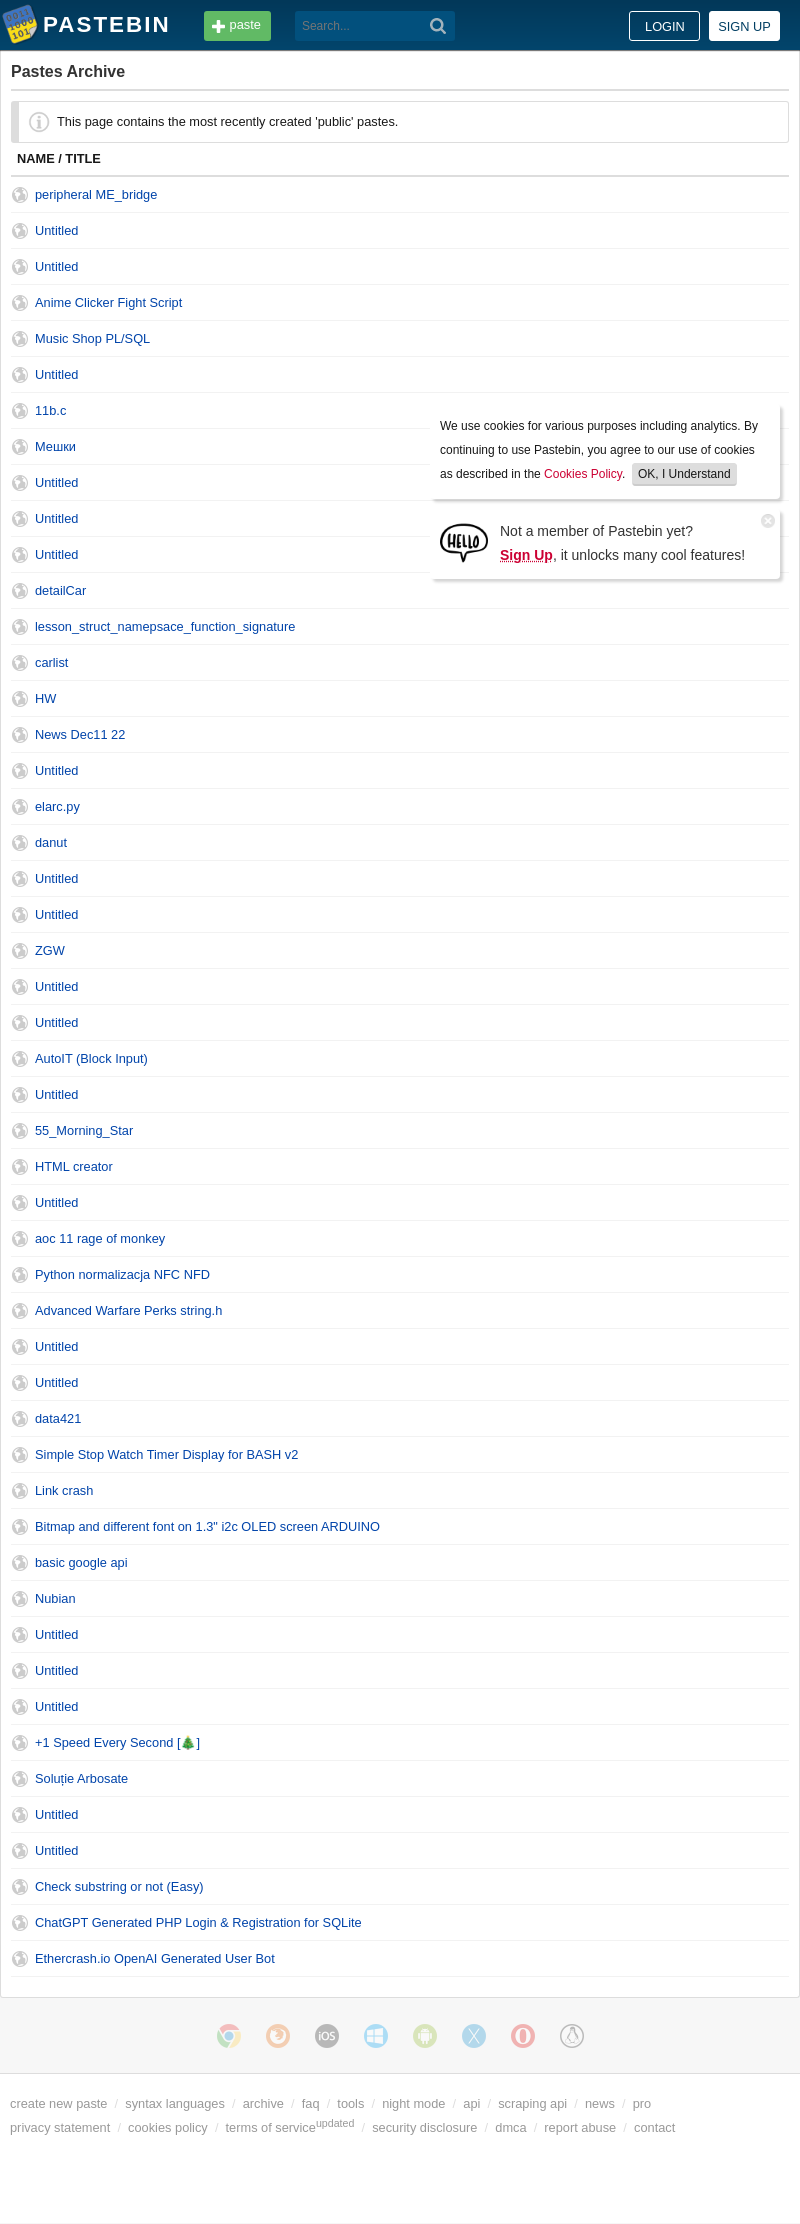 PASTEBIN paste Search... LOGIN SIGN UP
Pastes Archive
This page contains the most recently created 'public' pastes.
NAME / TITLE
peripheral ME_bridge
Untitled
Untitled
Anime Clicker Fight Script
Music Shop PL/SQL
Untitled
11b.c
Мешки
Untitled
Untitled
Untitled
detailCar
We use cookies for various purposes including analytics. By
continuing to use Pastebin, you agree to our use of cookies
as described in the Cookies Policy. OK, I Understand
HELLO
Not a member of Pastebin yet?
Sign Up, it unlocks many cool features!
lesson_struct_namepsace_function_signature
carlist
HW
News Dec11 22
Untitled
elarc.py
danut
Untitled
Untitled
ZGW
Untitled
Untitled
AutoIT (Block Input)
Untitled
55_Morning_Star
HTML creator
Untitled
aoc 11 rage of monkey
Python normalizacja NFC NFD
Advanced Warfare Perks string.h
Untitled
Untitled
data421
Simple Stop Watch Timer Display for BASH v2
Link crash
Bitmap and different font on 1.3" i2c OLED screen ARDUINO
basic google api
Nubian
Untitled
Untitled
Untitled
+1 Speed Every Second [🎄]
Soluție Arbosate
Untitled
Untitled
Check substring or not (Easy)
ChatGPT Generated PHP Login & Registration for SQLite
Ethercrash.io OpenAI Generated User Bot
iOS
create new paste / syntax languages / archive / faq / tools / night mode / api / scraping api / news / pro
privacy statement / cookies policy / terms of service updated / security disclosure / dmca / report abuse / contact